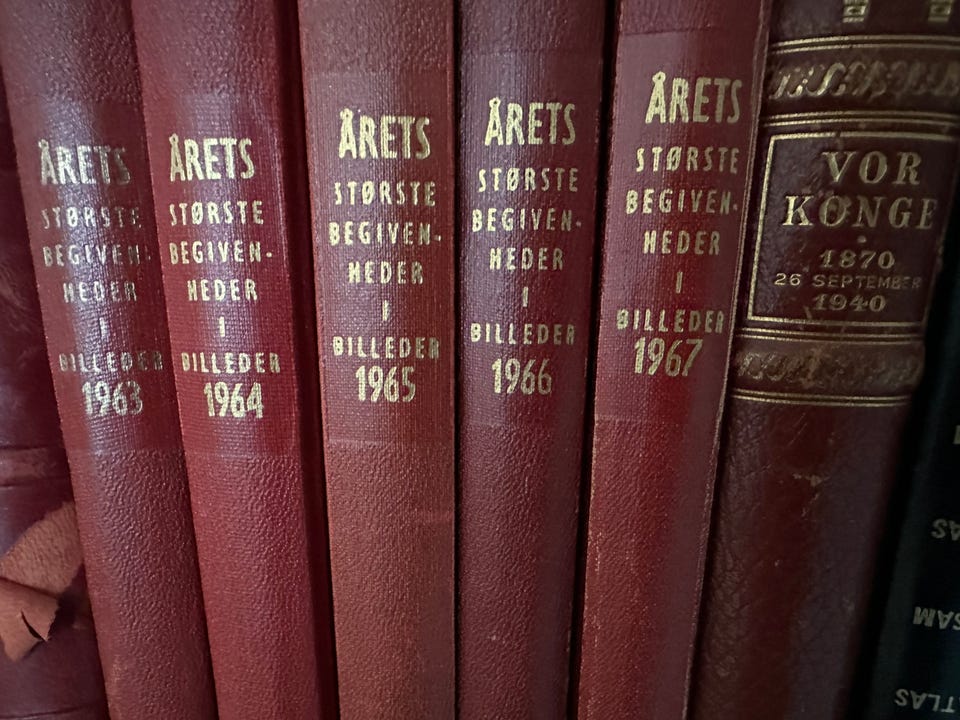 ÅRETS
STØRSTE
BEGIVEN-
HEDER
I
BILLEDER
1963
ÅRETS
STØRSTE
BEGIVEN-
HEDER
I
BILLEDER
1964
ÅRETS
STØRSTE
BEGIVEN-
HEDER
I
BILLEDER
1965
ÅRETS
STØRSTE
BEGIVEN-
HEDER
I
BILLEDER
1966
ÅRETS
STØRSTE
BEGIVEN-
HEDER
I
BILLEDER
1967
VOR
KONGE
1870
26 SEPTEMBER
1940